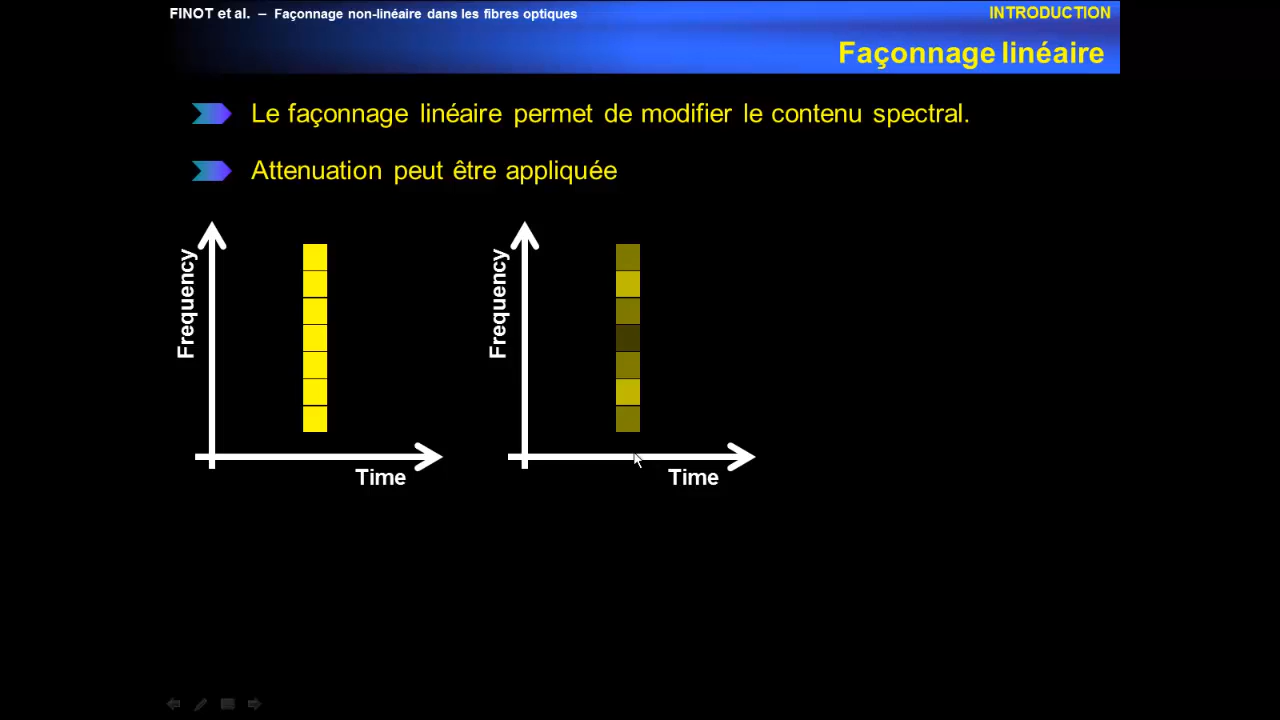 FINOT et al. – Façonnage non-linéaire dans les fibres optiques
INTRODUCTION
Façonnage linéaire
Le façonnage linéaire permet de modifier le contenu spectral.
Attenuation peut être appliquée
Frequency
Time
Frequency
Time